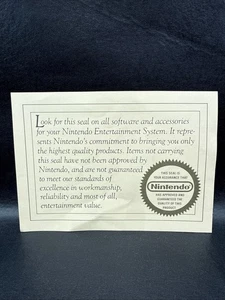 Look for this seal on all software and accessories
for your Nintendo Entertainment System. It repre-
sents Nintendo's commitment to bringing you only
the highest quality products. Items not carrying
this seal have not been approved by
Nintendo, and are not guaranteed
to meet our standards of
excellence in workmanship,
reliability and most of all,
entertainment value.
THIS SEAL IS
YOUR ASSURANCE THAT
Nintendo
HAS APPROVED AND
GUARANTEED THE
QUALITY OF THIS
PRODUCT